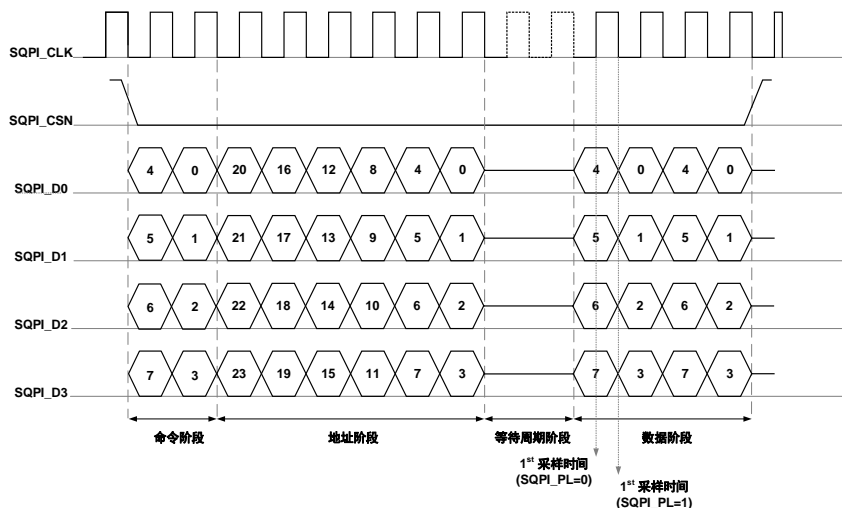 SQPI_CLK
SQPI_CSN
SQPI_D0
4 0 20 16 12 8 4 0 4 0 4 0
SQPI_D1
5 1 21 17 13 9 5 1 5 1 5 1
SQPI_D2
6 2 22 18 14 10 6 2 6 2 6 2
SQPI_D3
7 3 23 19 15 11 7 3 7 3 7 3
命令阶段 地址阶段 等待周期阶段 数据阶段
1st 采样时间
(SQPI_PL=0)
1st 采样时间
(SQPI_PL=1)